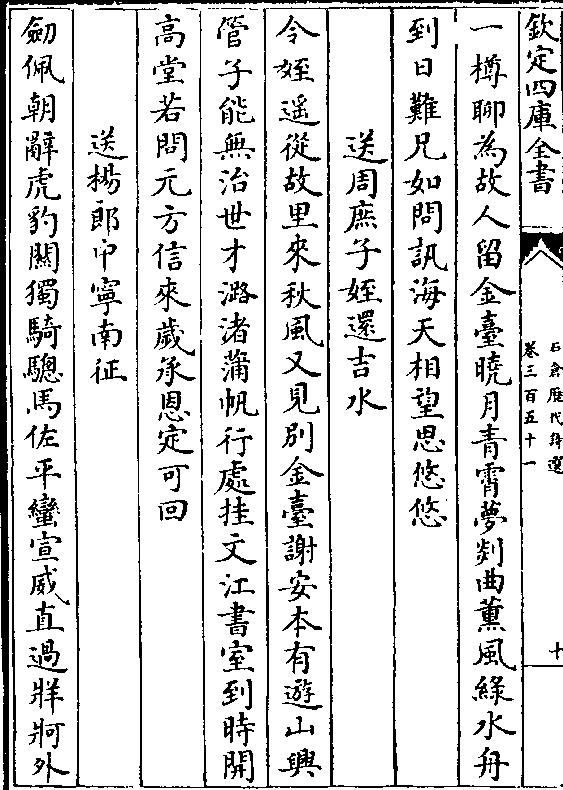 欽定四庫全書
石倉歷代詩選
卷三百五十一
十
一樽聊為故人留金臺曉月青霄夢剡曲薰風綠水舟
到日難兄如問訊海天相望思悠悠
送周庶子姪還吉水
令姪遥從故里來秋風又見别金臺謝安本有遊山興
管子能無治世才潞渚蒲帆行處挂文江書室到時開
髙堂若問元方信來歲承恩定可回
送楊郎中寧南征
劒佩朝辭虎豹關獨騎驄馬佐平蠻宣威直過牂牁外